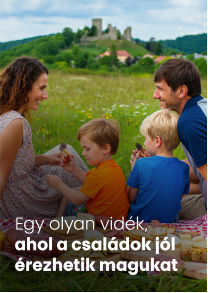 Egy olyan vidék,
ahol a családok jól
érezhetik magukat